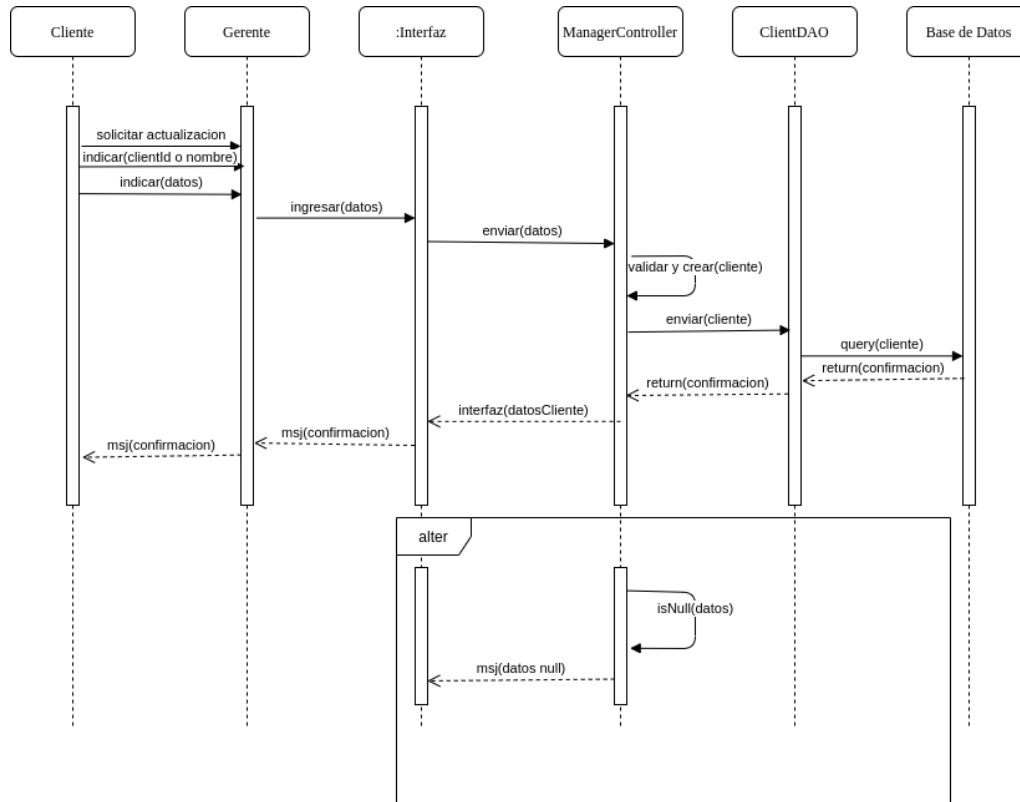 Cliente
Gerente
:Interfaz
ManagerController
ClientDAO
Base de Datos
solicitar actualizacion
indicar(clientId o nombre)
indicar(datos)
ingresar(datos)
enviar(datos)
validar y crear(cliente)
enviar(cliente)
query(cliente)
return(confirmacion)
return(confirmacion)
interfaz(datosCliente)
msj(confirmacion)
msj(confirmacion)
alter
isNull(datos)
msj(datos null)